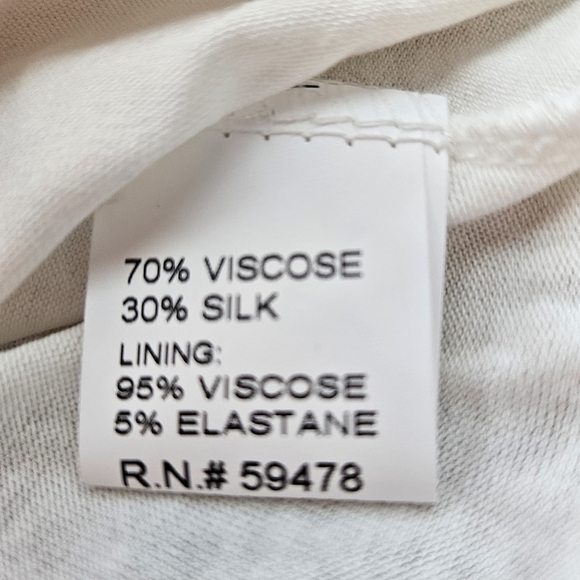 70% VISCOSE
30% SILK
LINING:
95% VISCOSE
5% ELASTANE
R.N.# 59478